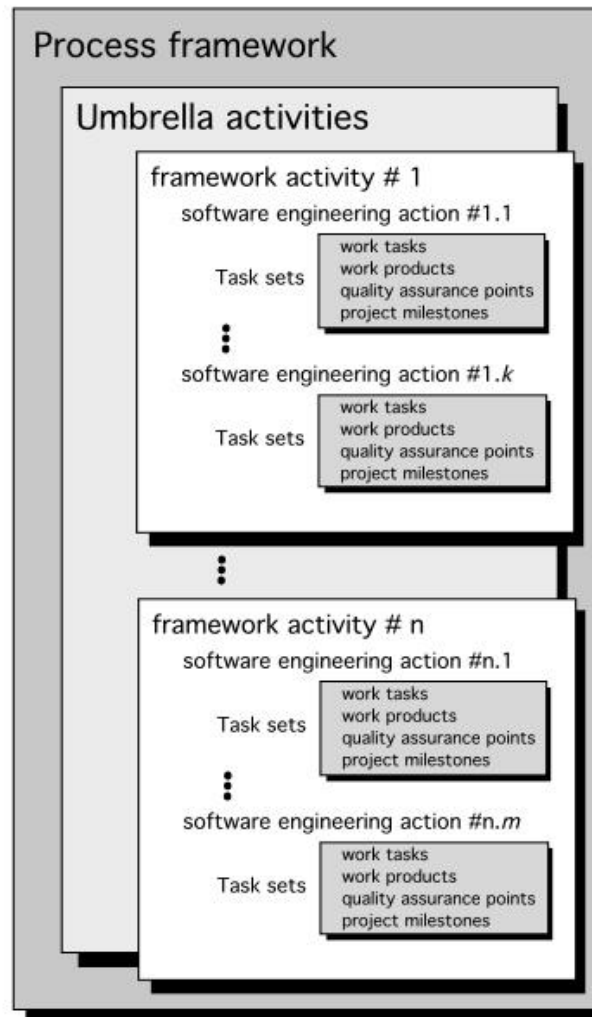 Process framework
Umbrella activities
framework activity # 1
software engineering action #1.1
Task sets
work tasks
work products
quality assurance points
project milestones
software engineering action #1.k
Task sets
work tasks
work products
quality assurance points
project milestones
framework activity # n
software engineering action #n.1
Task sets
work tasks
work products
quality assurance points
project milestones
software engineering action #n.m
Task sets
work tasks
work products
quality assurance points
project milestones